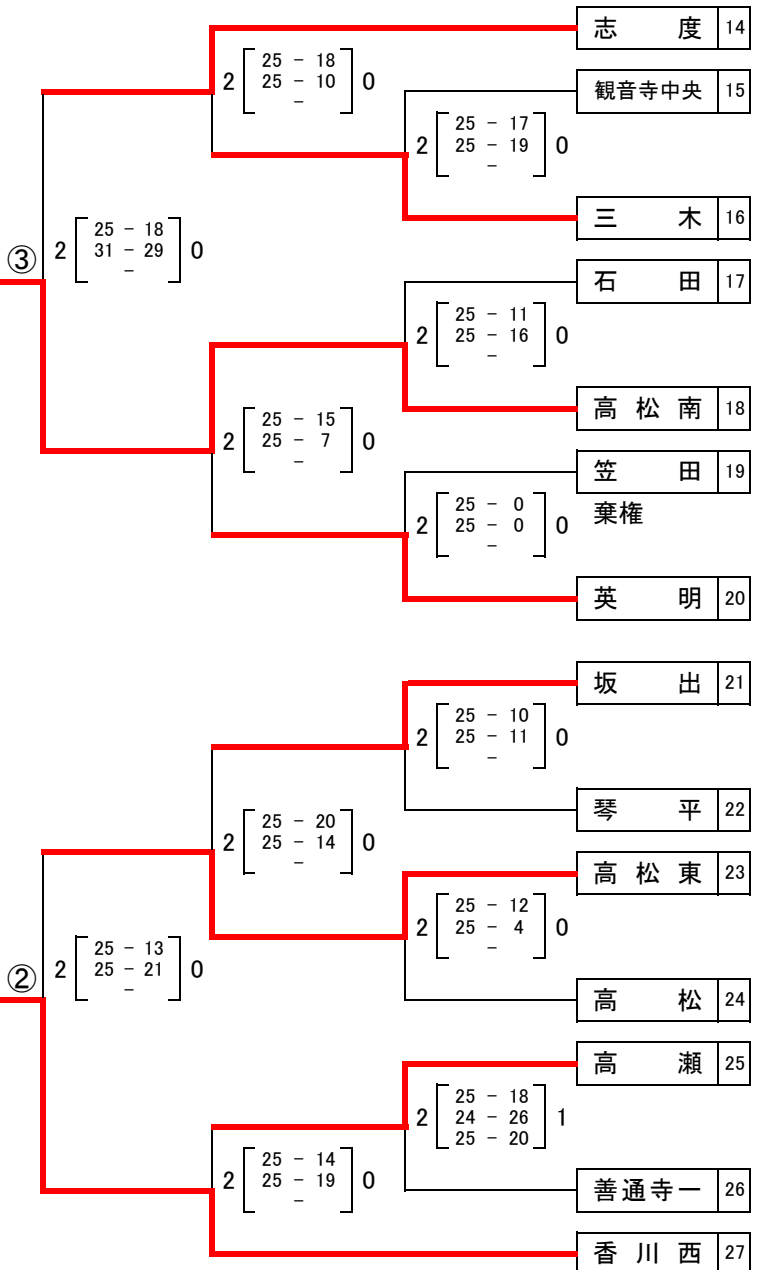 志度 14
2 25 - 18 0
25 - 10
-
観音寺中央 15
2 25 - 17 0
25 - 19
-
三木 16
③ 2 25 - 18 0
31 - 29
-
石田 17
2 25 - 11 0
25 - 16
-
高松南 18
2 25 - 15 0
25 - 7
-
笠田 19
棄権
2 25 - 0 0
25 - 0
-
英明 20
坂出 21
2 25 - 10 0
25 - 11
-
琴平 22
2 25 - 20 0
25 - 14
-
高松東 23
2 25 - 12 0
25 - 4
-
② 2 25 - 13 0
25 - 21
-
高松 24
高瀬 25
2 25 - 18 1
24 - 26
25 - 20
2 25 - 14 0
25 - 19
-
善通寺一 26
香川西 27